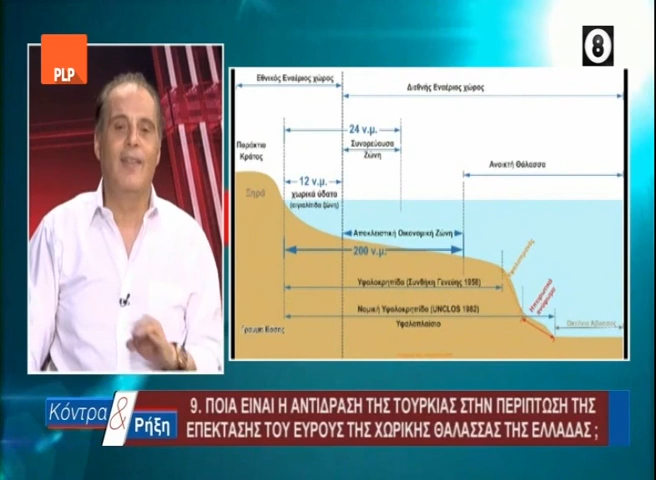 PLP
8
Εθνικός Εναέριος χώρος
Διεθνής Εναέριος χώρος
24 ν.μ.
Συνορεύουσα
Ζώνη
Παράκτιο
Κράτος
Ανοικτή Θάλασσα
12 ν.μ.
χωρικά ύδατα
(αιγιαλίτιδα ζώνη)
Ξηρά
Αποκλειστική Οικονομική Ζώνη
200 ν.μ.
Υφαλοκρηπίδα (Συνθήκη Γενεύης 1958)
Νομική Υφαλοκρηπίδα (UNCLOS 1982)
Υφαλοπλαίσιο
Γραμμή Βάσης
Κόντρα
&
Ρήξη
9. ΠΟΙΑ ΕΙΝΑΙ Η ΑΝΤΙΔΡΑΣΗ ΤΗΣ ΤΟΥΡΚΙΑΣ ΣΤΗΝ ΠΕΡΙΠΤΩΣΗ ΤΗΣ
ΕΠΕΚΤΑΣΗΣ ΤΟΥ ΕΥΡΟΥΣ ΤΗΣ ΧΩΡΙΚΗΣ ΘΑΛΑΣΣΑΣ ΤΗΣ ΕΛΛΑΔΑΣ ;